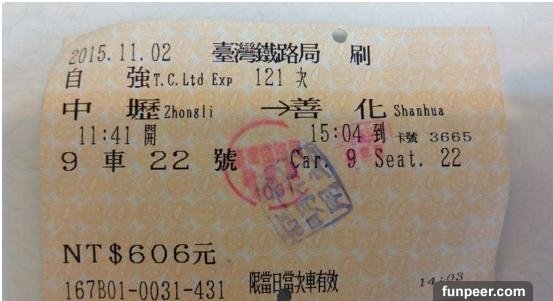 2015.11.02 臺灣鐵路局 刷
自強 T.C.Ltd Exp 121 次
中壢 Zhongli →善化 Shanhua
11:41 開 15:04 到 卡號 3665
9 車 22 號 Car. 9 Seat. 22
NT$606元
167B01-0031-431 限當日當次車有效 14:03
funpeer.com